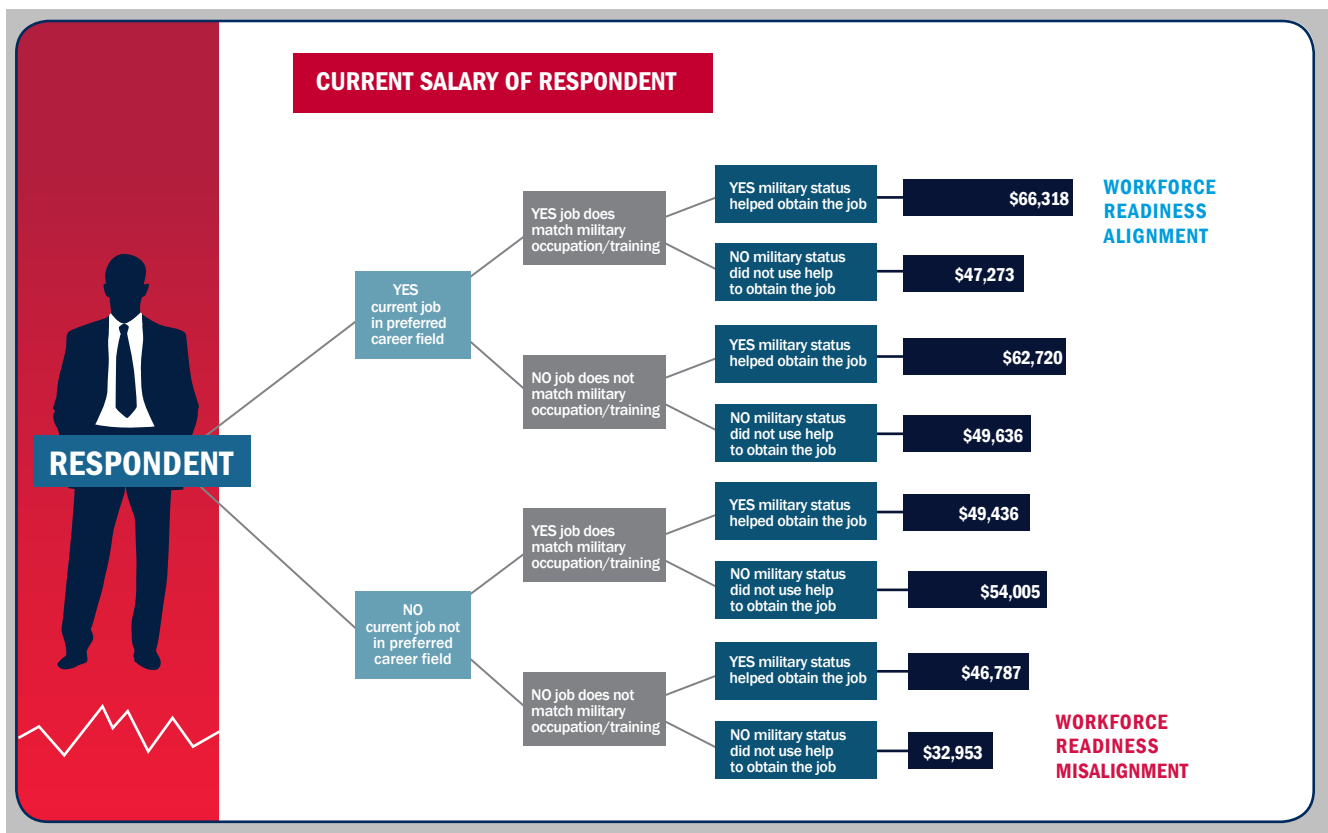 CURRENT SALARY OF RESPONDENT
RESPONDENT
YES
current job
in preferred
career field
YES job does
match military
occupation/training
YES military status
helped obtain the job
$66,318
WORKFORCE
READINESS
ALIGNMENT
NO military status
did not use help
to obtain the job
$47,273
NO job does not
match military
occupation/training
YES military status
helped obtain the job
$62,720
NO military status
did not use help
to obtain the job
$49,636
NO
current job not
in preferred
career field
YES job does
match military
occupation/training
YES military status
helped obtain the job
$49,436
NO military status
did not use help
to obtain the job
$54,005
NO job does not
match military
occupation/training
YES military status
helped obtain the job
$46,787
NO military status
did not use help
to obtain the job
$32,953
WORKFORCE
READINESS
MISALIGNMENT